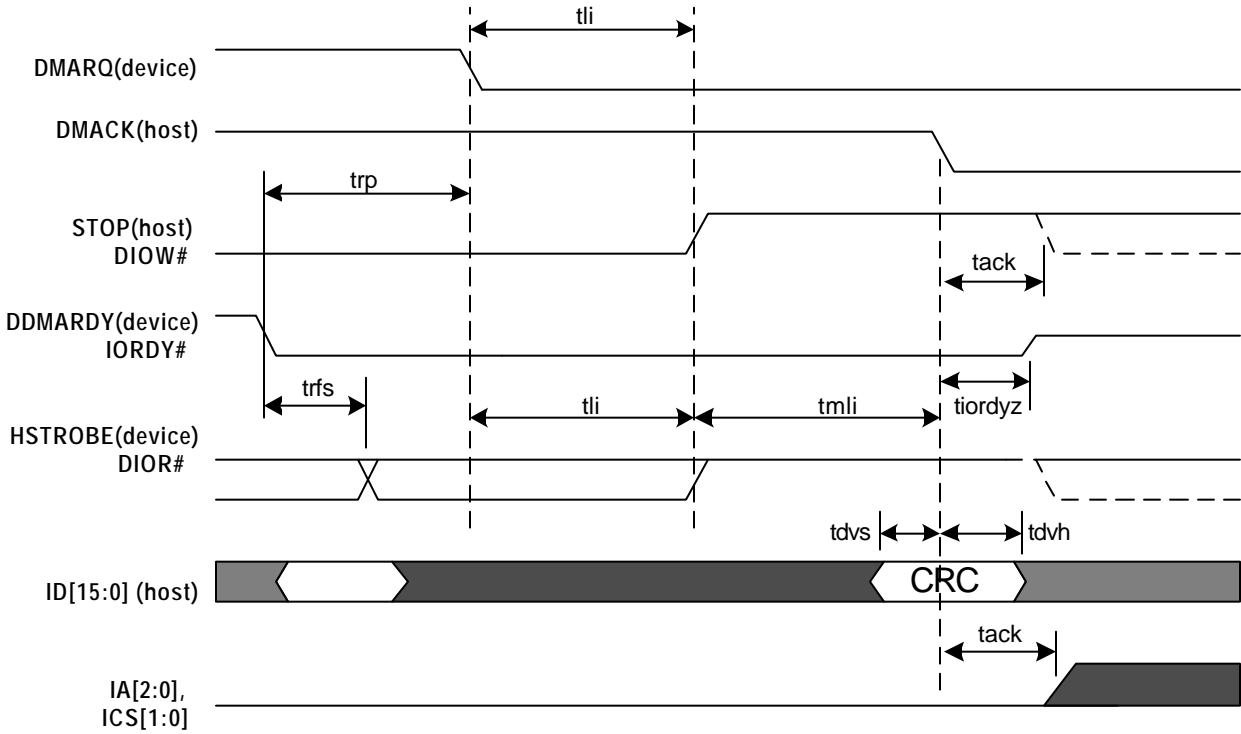 tli
DMARQ(device)
DMACK(host)
trp
STOP(host)
DIOW#
tack
DDMARDY(device)
IORDY#
trfs
tli
tmli
tiordyz
HSTROBE(device)
DIOR#
tdvs
tdvh
ID[15:0] (host)
CRC
tack
IA[2:0],
ICS[1:0]